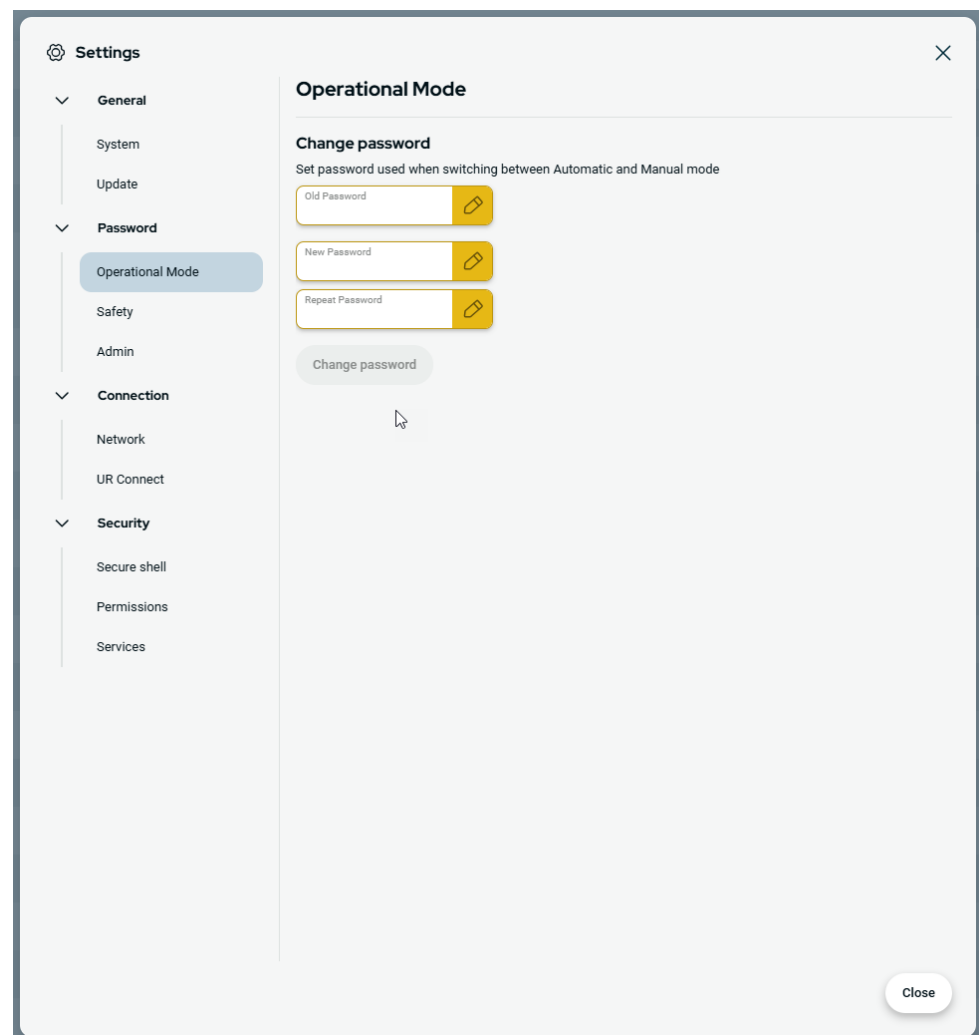 Settings
General
System
Update
Password
Operational Mode
Safety
Admin
Connection
Network
UR Connect
Security
Secure shell
Permissions
Services
Operational Mode
Change password
Set password used when switching between Automatic and Manual mode
Old Password
New Password
Repeat Password
Change password
Close